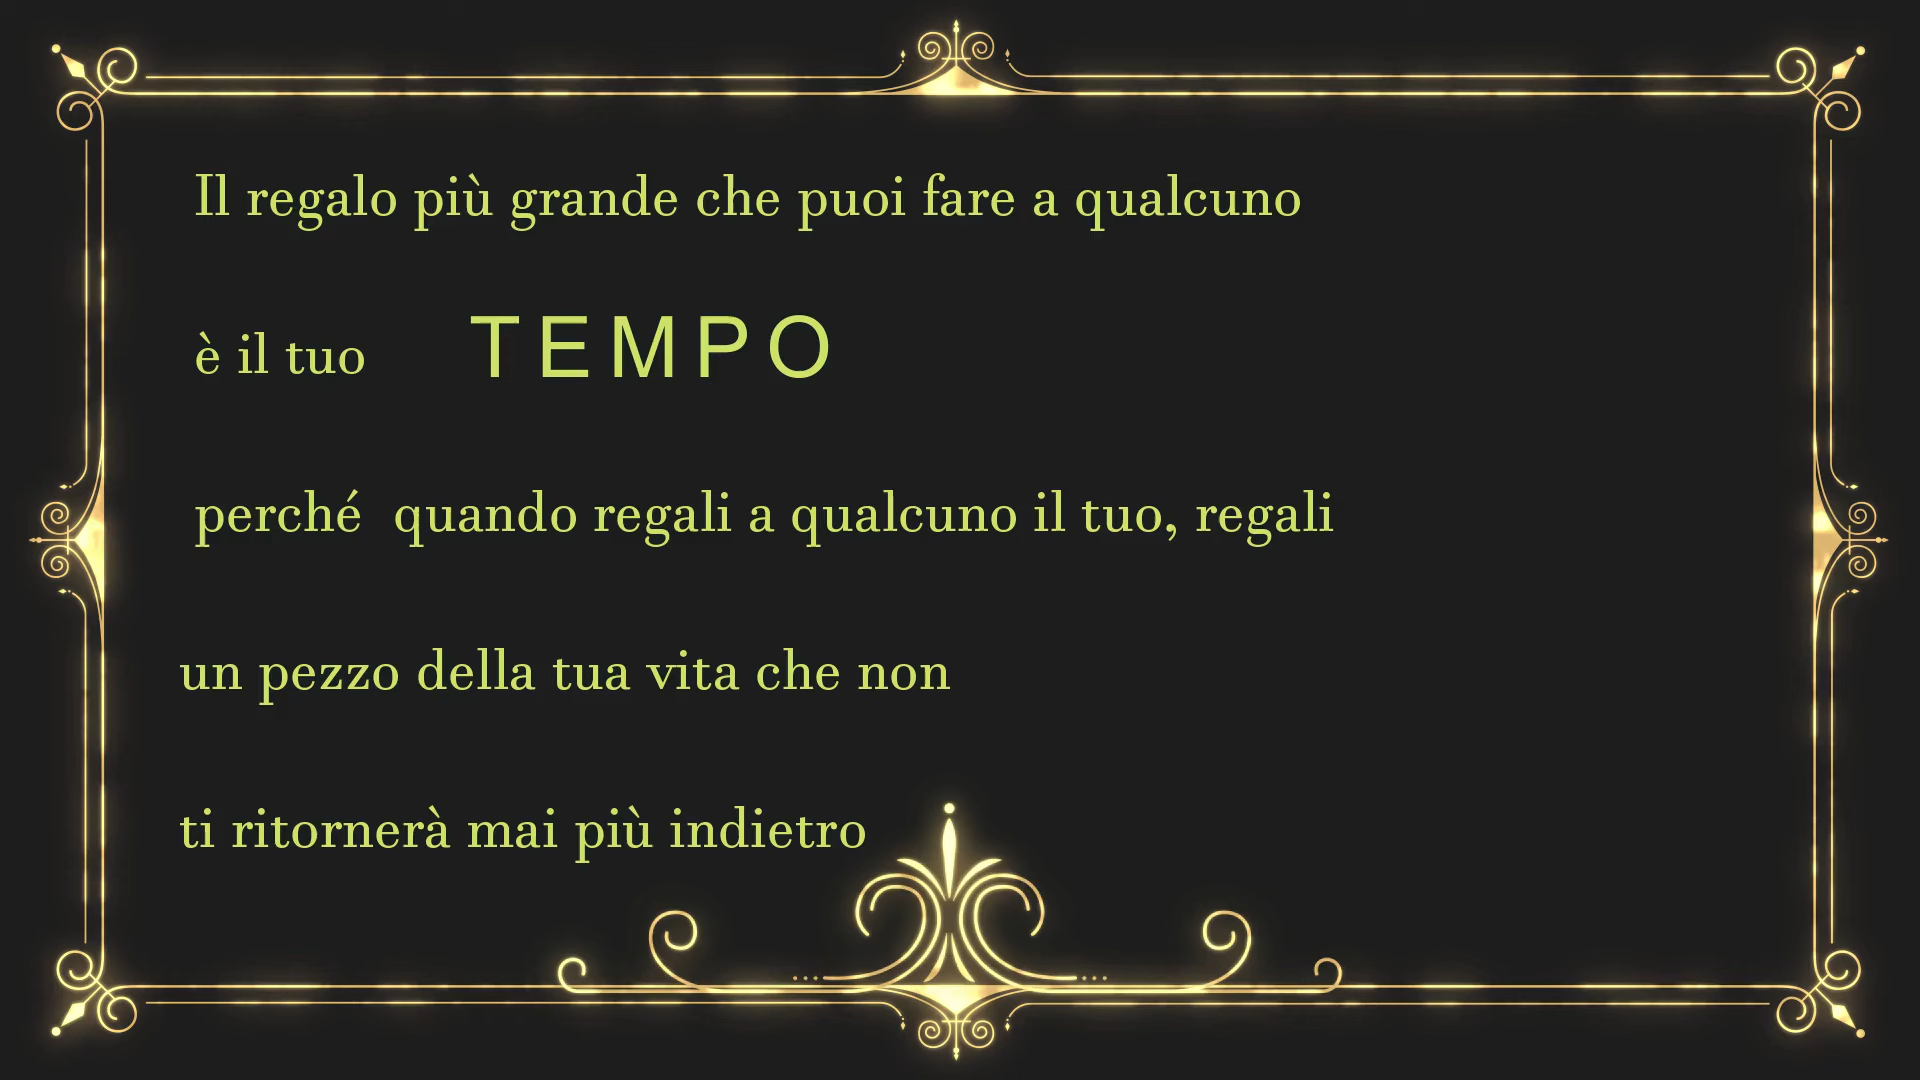 Il regalo più grande che puoi fare a qualcuno
è il tuo TEMPO
perché quando regali a qualcuno il tuo, regali
un pezzo della tua vita che non
ti ritornerà mai più indietro